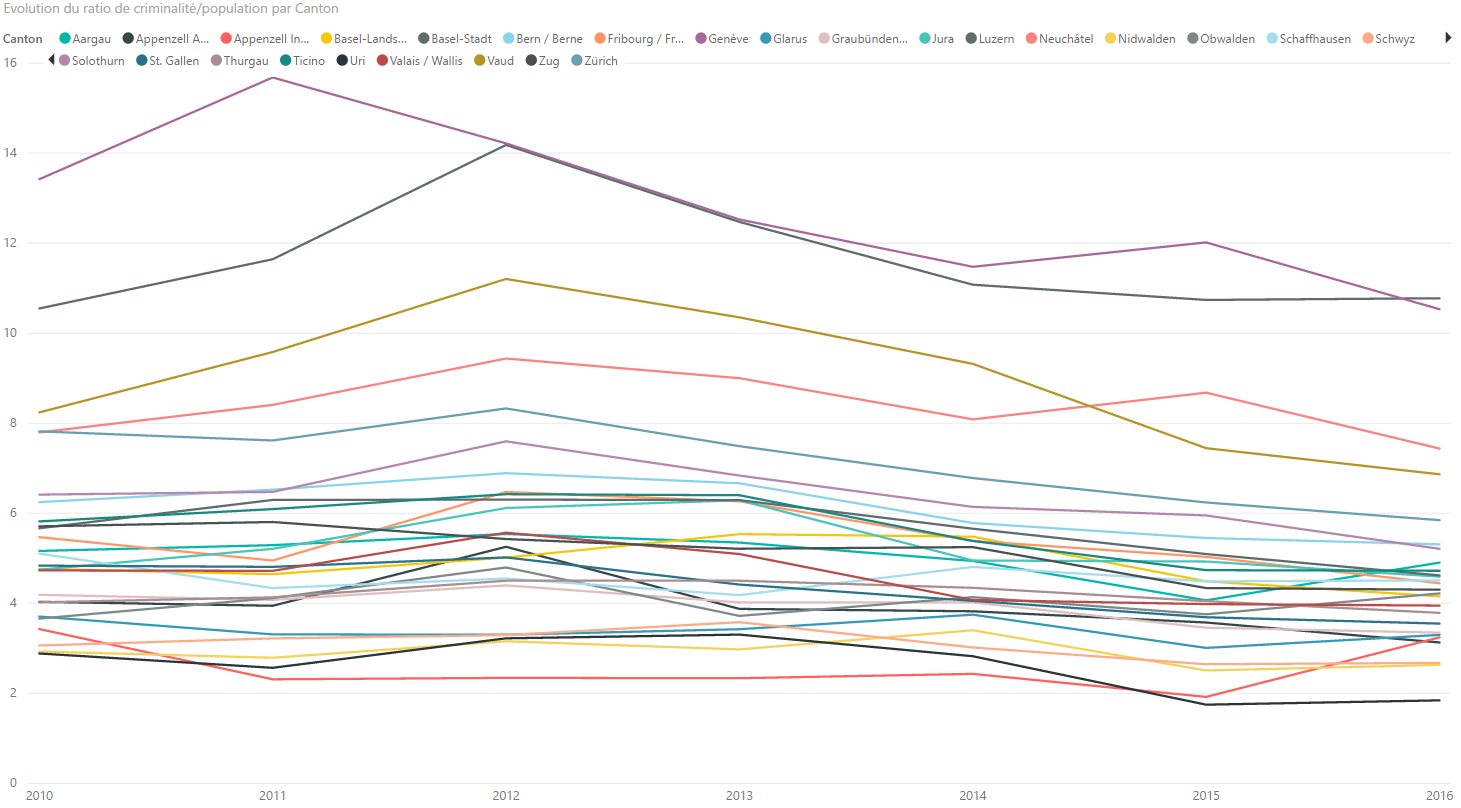 Evolution du ratio de criminalité/population par Canton
Canton Aargau Appenzell A... Appenzell In... Basel-Lands... Basel-Stadt Bern / Berne Fribourg / Fr... Genève Glarus Graubünden... Jura Luzern Neuchâtel Nidwalden Obwalden Schaffhausen Schwyz
Solothurn St. Gallen Thurgau Ticino Uri Valais / Wallis Vaud Zug Zürich
16
14
12
10
8
6
4
2
0
2010 2011 2012 2013 2014 2015 2016